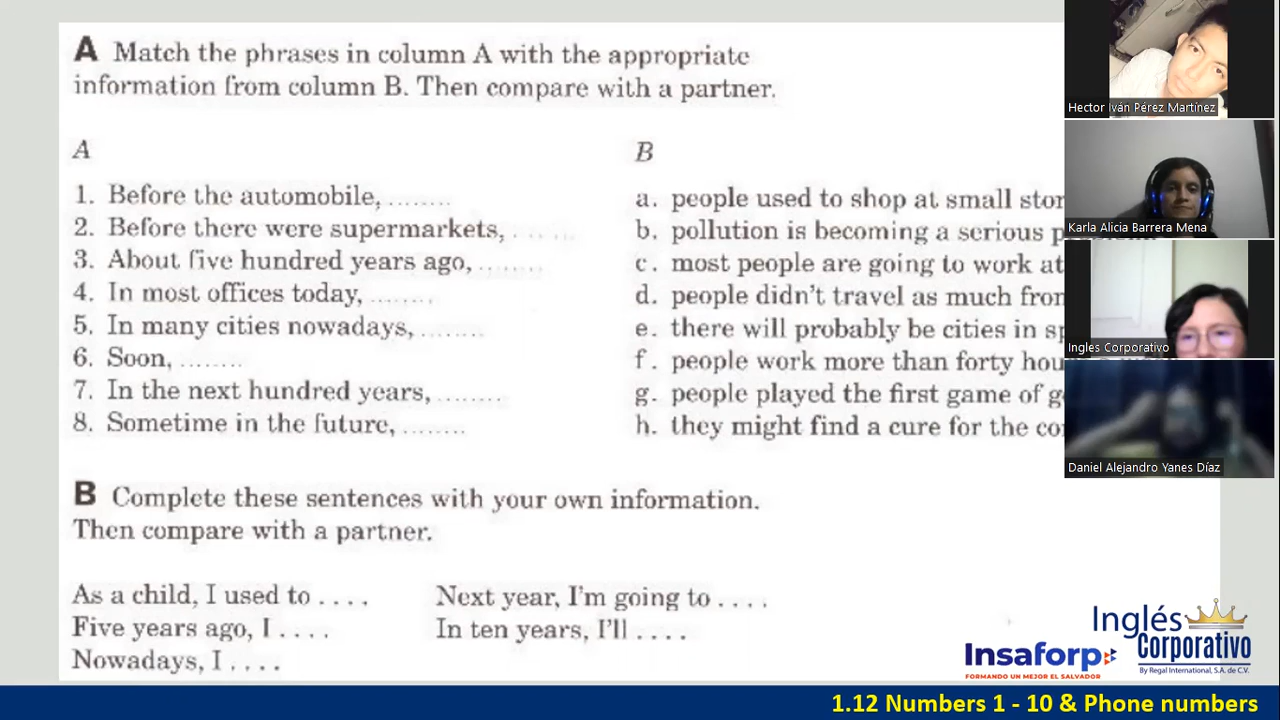 A Match the phrases in column A with the appropriate
information from column B. Then compare with a partner.
A
1. Before the automobile, ........
2. Before there were supermarkets, ........
3. About five hundred years ago, ........
4. In most offices today, ........
5. In many cities nowadays, ........
6. Soon, ........
7. In the next hundred years, ........
8. Sometime in the future, ........
B
a. people used to shop at small
b. pollution is becoming a serious
c. most people are going to work at
d. people didn't travel as much
e. there will probably be cities in
f. people work more than forty
g. people played the first game of
h. they might find a cure for the
B Complete these sentences with your own information.
Then compare with a partner.
As a child, I used to ....
Five years ago, I ....
Nowadays, I ....
Next year, I'm going to ....
In ten years, I'll ....
Hector Iván Pérez Martínez
Karla Alicia Barrera Mena
Ingles Corporativo
Daniel Alejandro Yanes Díaz
Insaforp
FORMANDO UN MEJOR EL SALVADOR
Inglés
Corporativo
By Regal International, S.A. de C.V.
1.12 Numbers 1 - 10 & Phone numbers